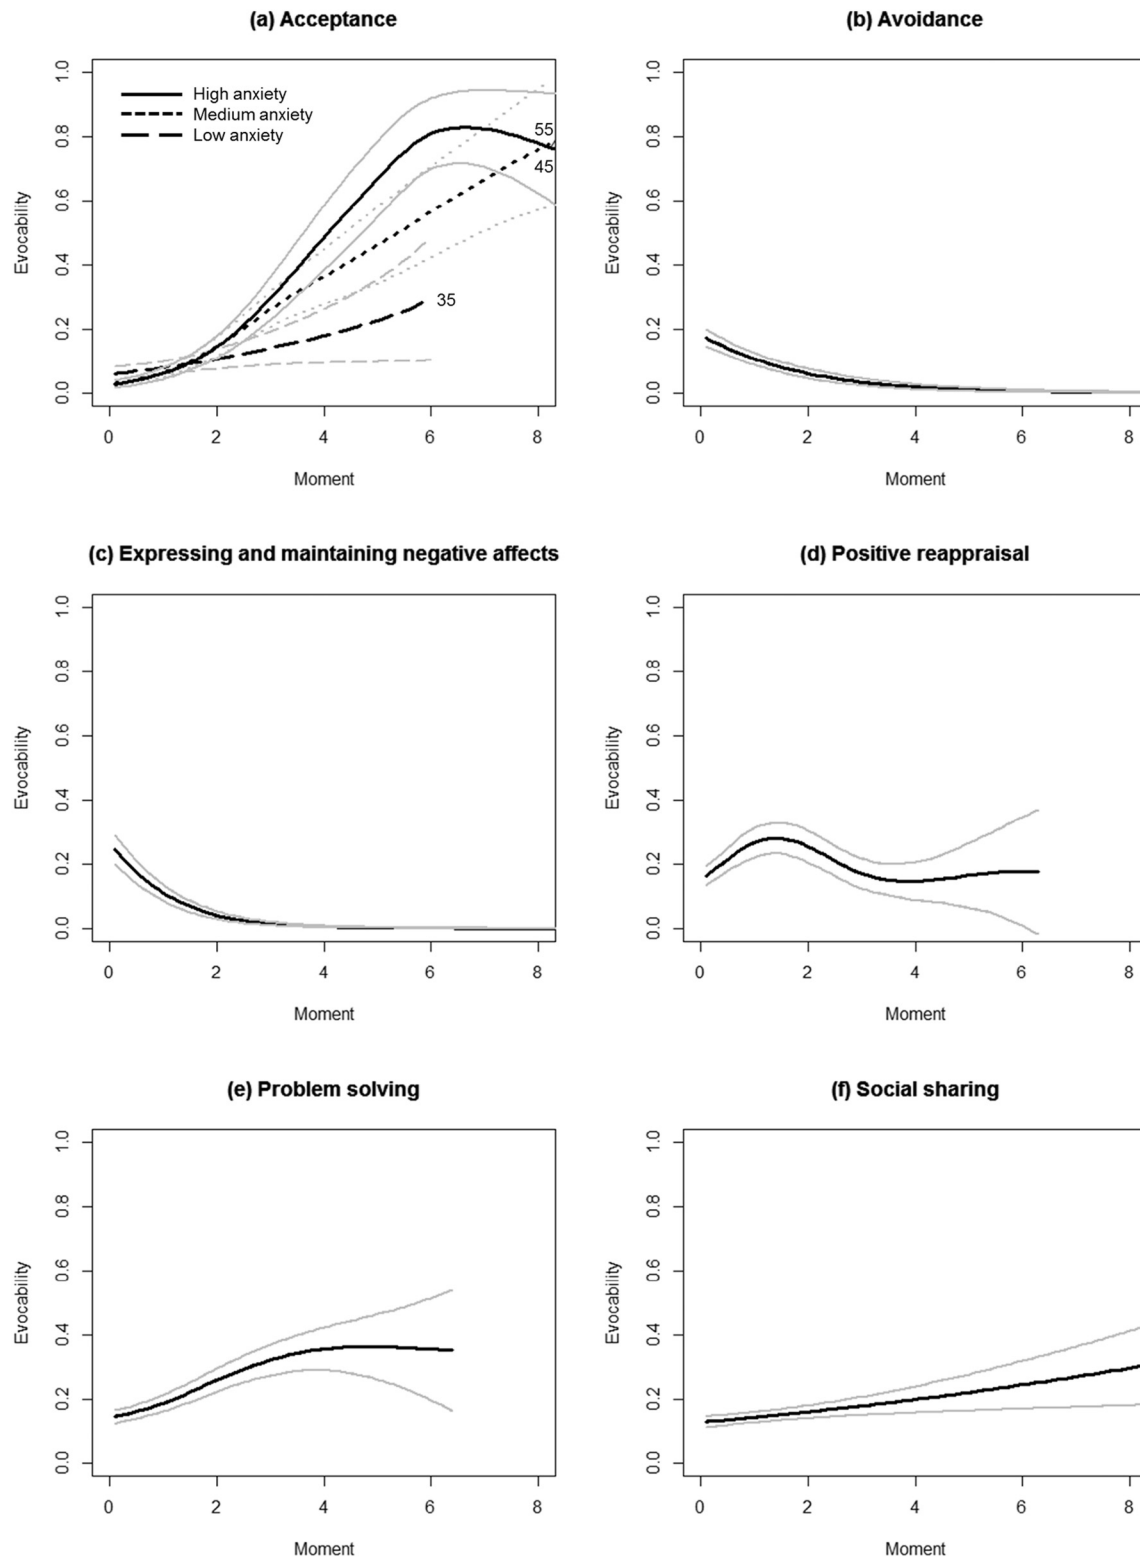 (a) Acceptance
1.0
0.8
0.6
0.4
0.2
0.0
Evocability
High anxiety
Medium anxiety
Low anxiety
55
45
35
0 2 4 6 8
Moment
(b) Avoidance
1.0
0.8
0.6
0.4
0.2
0.0
Evocability
0 2 4 6 8
Moment
(c) Expressing and maintaining negative affects
1.0
0.8
0.6
0.4
0.2
0.0
Evocability
0 2 4 6 8
Moment
(d) Positive reappraisal
1.0
0.8
0.6
0.4
0.2
0.0
Evocability
0 2 4 6 8
Moment
(e) Problem solving
1.0
0.8
0.6
0.4
0.2
0.0
Evocability
0 2 4 6 8
Moment
(f) Social sharing
1.0
0.8
0.6
0.4
0.2
0.0
Evocability
0 2 4 6 8
Moment